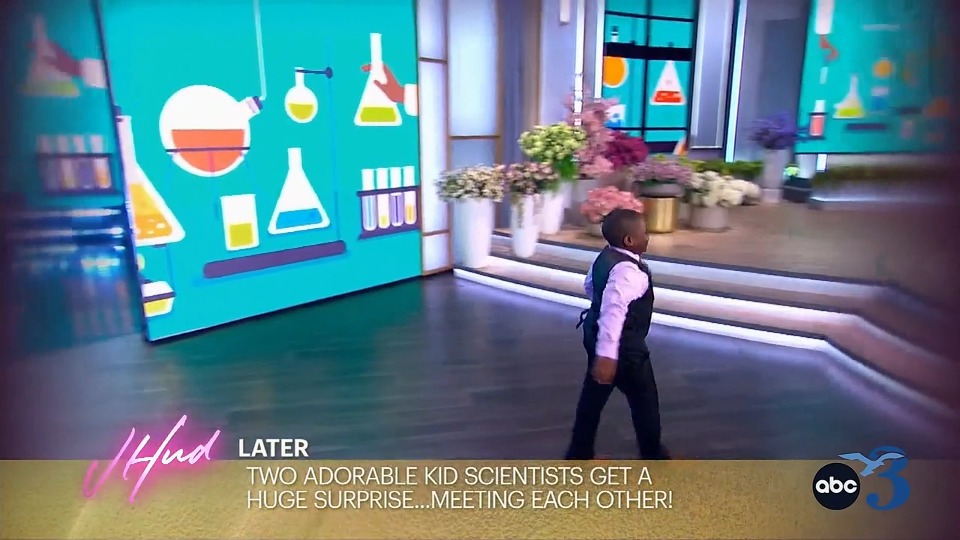 JHud
LATER
TWO ADORABLE KID SCIENTISTS GET A
HUGE SURPRISE...MEETING EACH OTHER!
abc 3